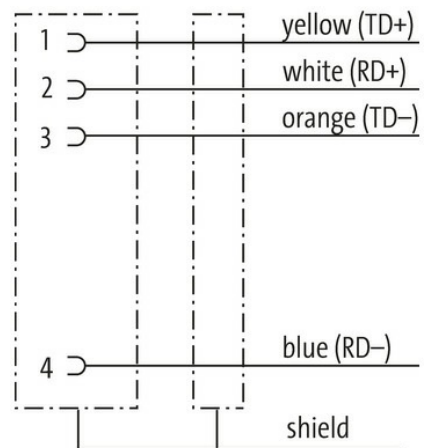 1 yellow (TD+)
2 white (RD+)
3 orange (TD–)
4 blue (RD–)
shield